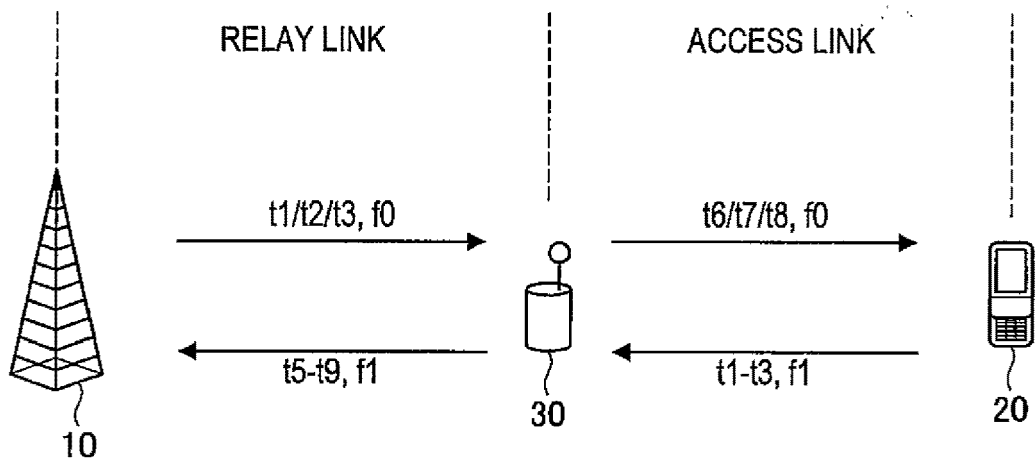 RELAY LINK
ACCESS LINK
t1/t2/t3, f0
t6/t7/t8, f0
t5-t9, f1
t1-t3, f1
10
30
20